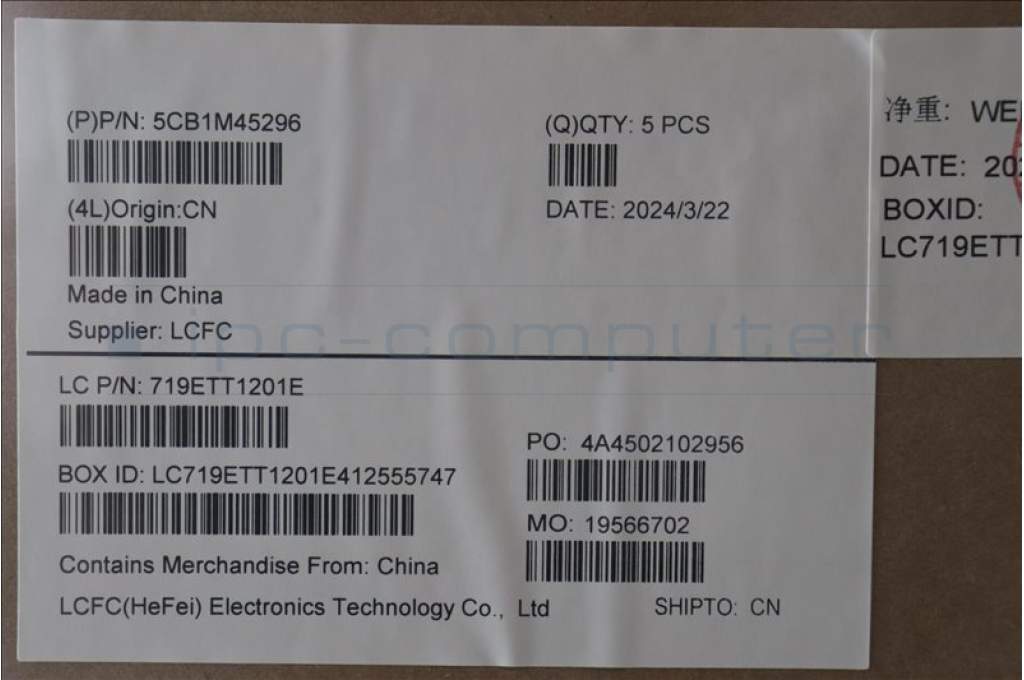 (P)P/N: 5CB1M45296
(Q)QTY: 5 PCS
(4L)Origin:CN
DATE: 2024/3/22
Made in China
Supplier: LCFC
LC P/N: 719ETT1201E
PO: 4A4502102956
BOX ID: LC719ETT1201E412555747
MO: 19566702
Contains Merchandise From: China
LCFC(HeFei) Electronics Technology Co., Ltd
SHIPTO: CN
净重:
DATE:
BOXID:
LC719ETT
ipc-computer